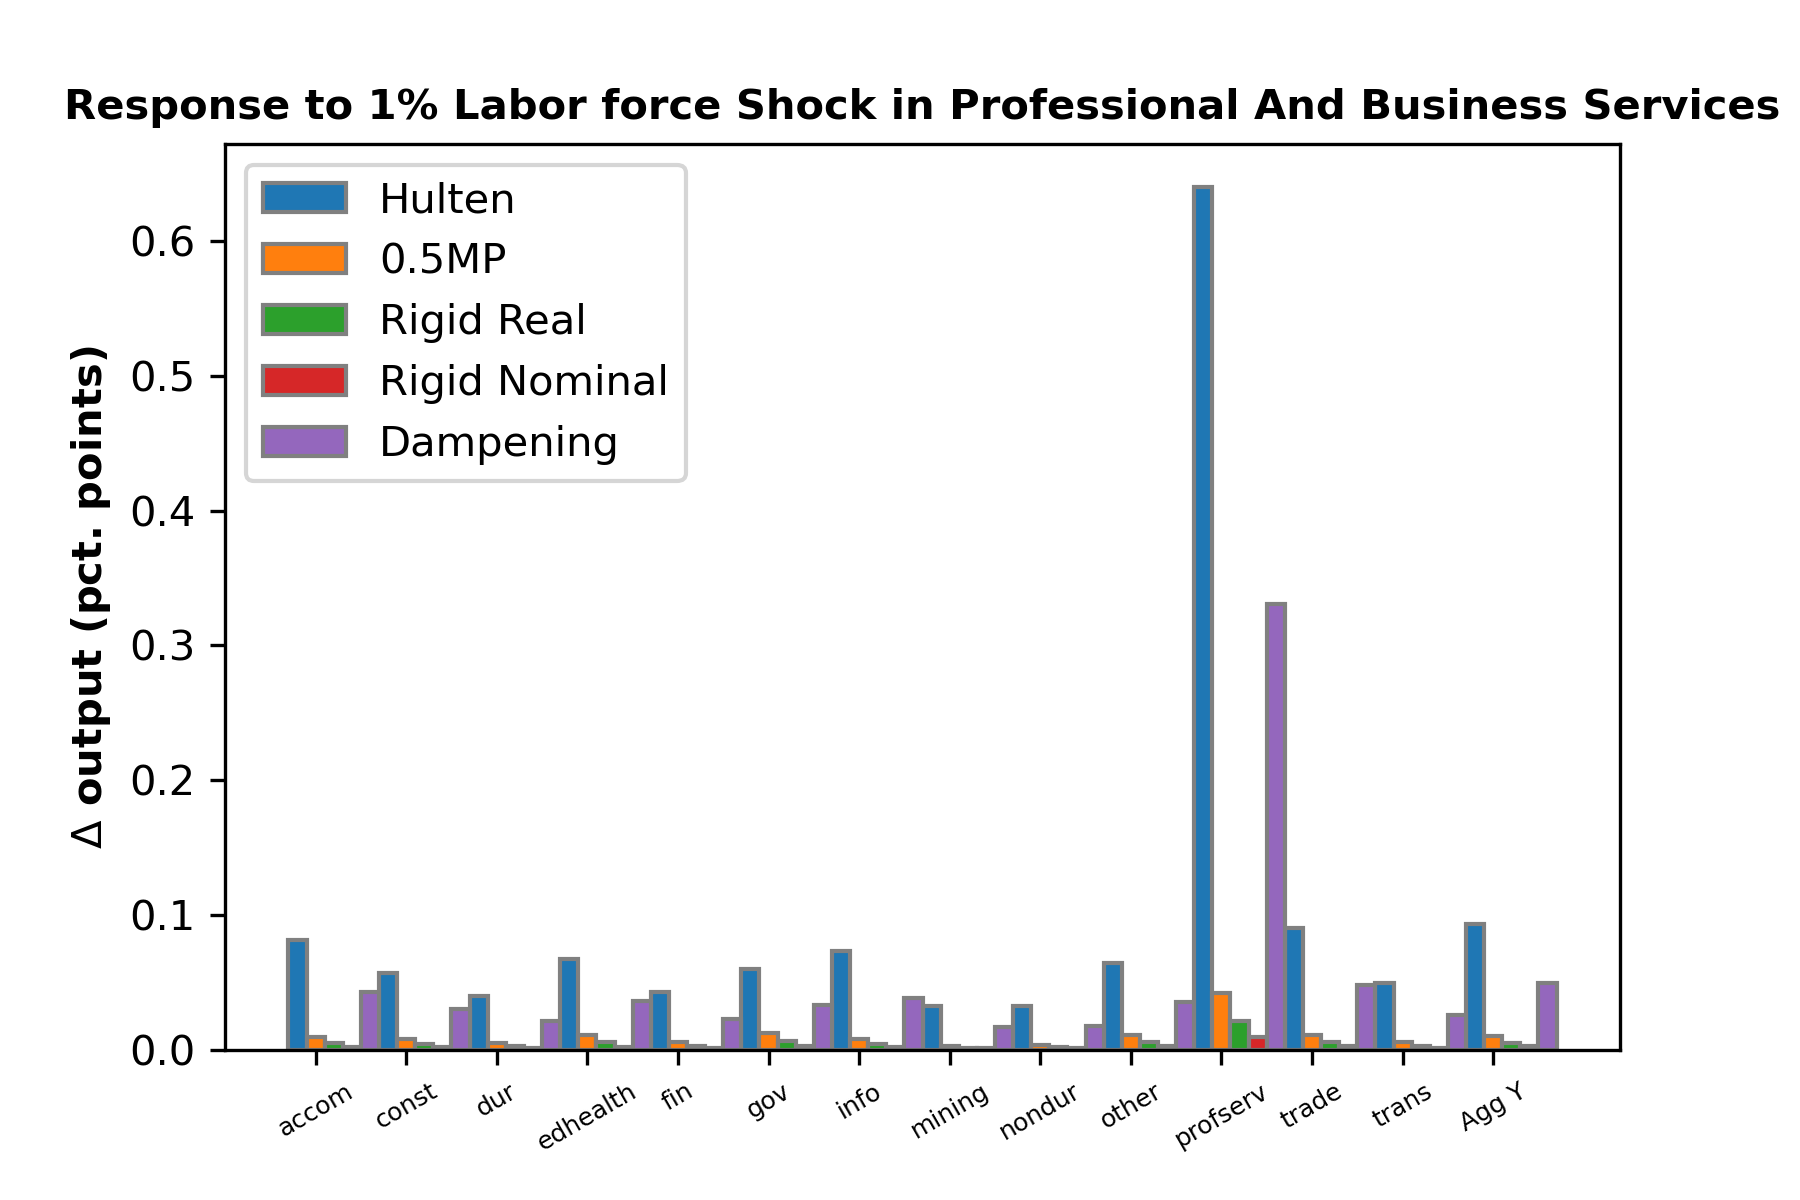 Response to 1% Labor force Shock in Professional And Business Services
Hulten
0.5MP
Rigid Real
Rigid Nominal
Dampening
Δ output (pct. points)
0.6
0.5
0.4
0.3
0.2
0.1
0.0
accom
const
dur
edhealth
fin
gov
info
mining
nondur
other
profserv
trade
trans
Agg Y